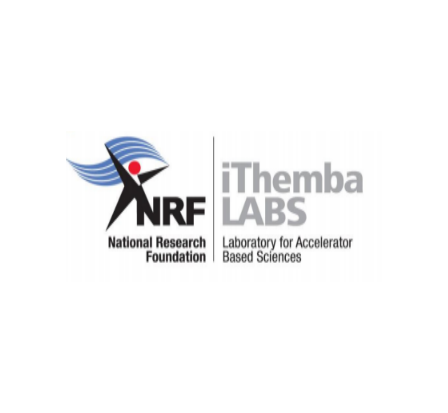 NRF
National Research
Foundation
iThemba
LABS
Laboratory for Accelerator
Based Sciences